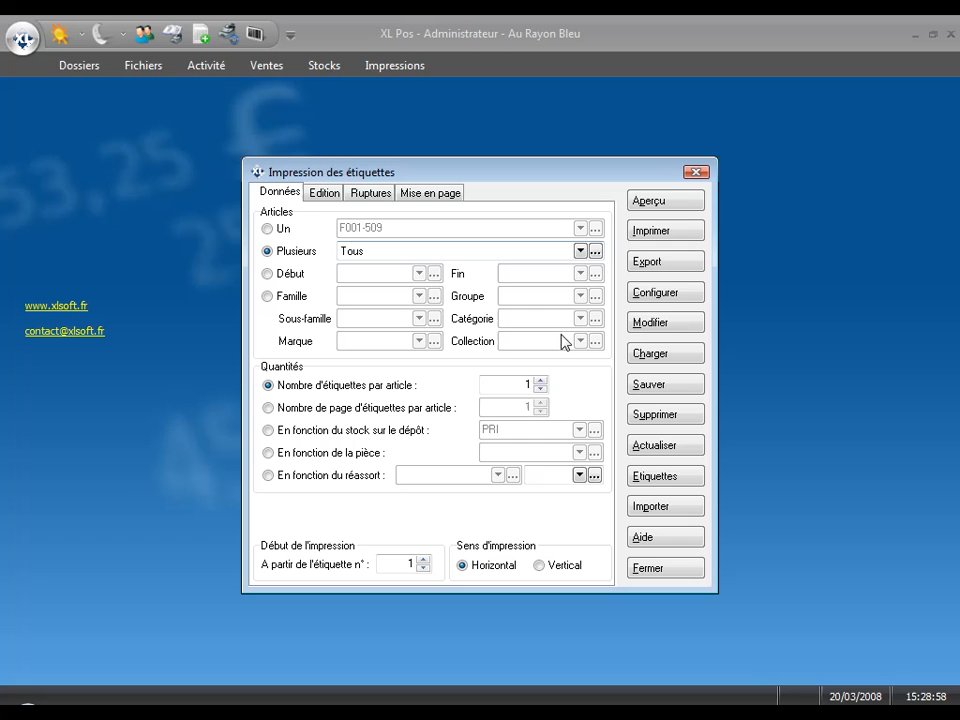 XL Pos - Administrateur - Au Rayon Bleu
Dossiers Fichiers Activité Ventes Stocks Impressions
53,25 £
www.xlsoft.fr
contact@xlsoft.fr
Impression des étiquettes
Données Edition Ruptures Mise en page
Articles
Un F001-509
Plusieurs Tous
Début Fin
Famille Groupe
Sous-famille Catégorie
Marque Collection
Quantités
Nombre d'étiquettes par article : 1
Nombre de page d'étiquettes par article : 1
En fonction du stock sur le dépôt : PRI
En fonction de la pièce :
En fonction du réassort :
Début de l'impression
A partir de l'étiquette n° : 1
Sens d'impression
Horizontal Vertical
Aperçu
Imprimer
Export
Configurer
Modifier
Charger
Sauver
Supprimer
Actualiser
Etiquettes
Importer
Aide
Fermer
20/03/2008 15:28:58